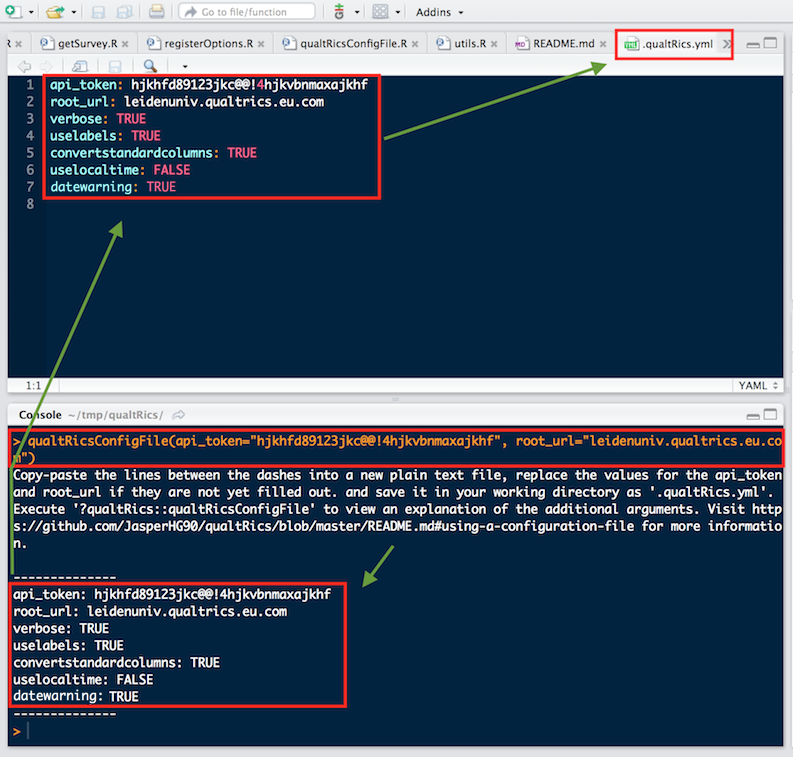 Go to file/function Addins
R getSurvey.R registerOptions.R qualtRicsConfigFile.R utils.R README.md .qualtRics.yml
1 api_token: hjkhfd89123jkc@@!4hjkvbnmaxajkhf
2 root_url: leidenuniv.qualtrics.eu.com
3 verbose: TRUE
4 uselabels: TRUE
5 convertstandardcolumns: TRUE
6 uselocaltime: FALSE
7 datewarning: TRUE
8
1:1 YAML
Console ~/tmp/qualtRics/
> qualtRicsConfigFile(api_token="hjkhfd89123jkc@@!4hjkvbnmaxajkhf", root_url="leidenuniv.qualtrics.eu.co
m")
Copy-paste the lines between the dashes into a new plain text file, replace the values for the api_token
and root_url if they are not yet filled out. and save it in your working directory as '.qualtRics.yml'.
Execute '?qualtRics::qualtRicsConfigFile' to view an explanation of the additional arguments. Visit http
s://github.com/JasperHG90/qualtRics/blob/master/README.md#using-a-configuration-file for more informatio
n.
--------------
api_token: hjkhfd89123jkc@@!4hjkvbnmaxajkhf
root_url: leidenuniv.qualtrics.eu.com
verbose: TRUE
uselabels: TRUE
convertstandardcolumns: TRUE
uselocaltime: FALSE
datewarning: TRUE
--------------
>